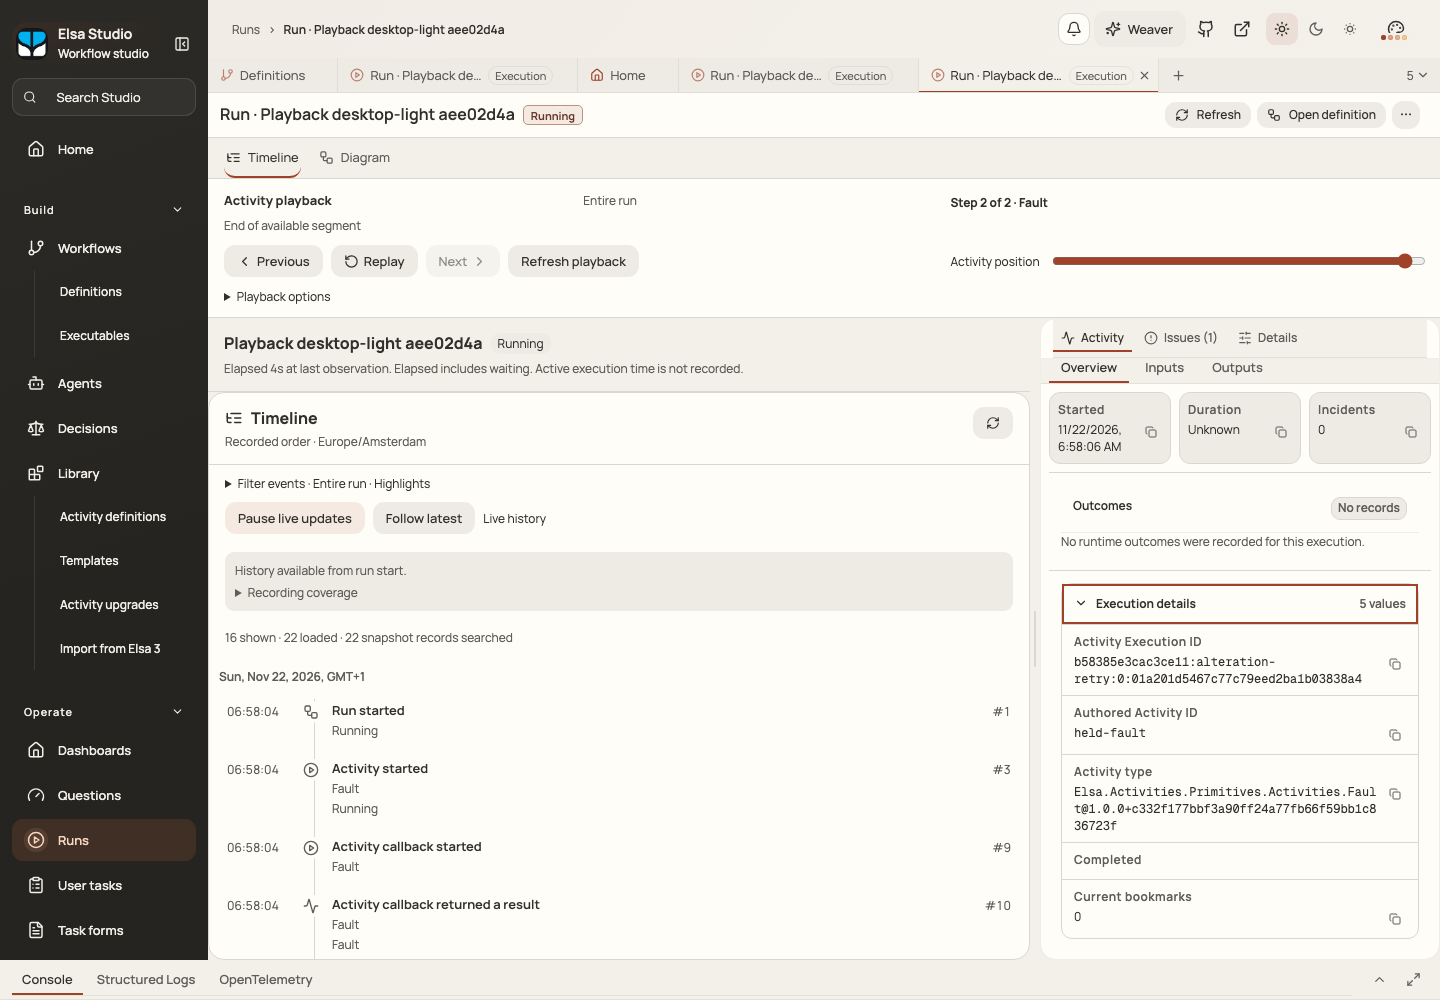 Elsa Studio
Workflow studio
Search Studio
Home
Build
Workflows
Definitions
Executables
Agents
Decisions
Library
Activity definitions
Templates
Activity upgrades
Import from Elsa 3
Operate
Dashboards
Questions
Runs
User tasks
Task forms
Runs › Run · Playback desktop-light aee02d4a
Weaver
Definitions
Run · Playback de... Execution
Home
Run · Playback de... Execution
Run · Playback de... Execution
5
Run · Playback desktop-light aee02d4a Running
Refresh
Open definition
Timeline
Diagram
Activity playback
Entire run
Step 2 of 2 · Fault
End of available segment
Previous
Replay
Next
Refresh playback
Activity position
Playback options
Playback desktop-light aee02d4a Running
Elapsed 4s at last observation. Elapsed includes waiting. Active execution time is not recorded.
Timeline
Recorded order · Europe/Amsterdam
Filter events · Entire run · Highlights
Pause live updates
Follow latest
Live history
History available from run start.
Recording coverage
16 shown · 22 loaded · 22 snapshot records searched
Sun, Nov 22, 2026, GMT+1
06:58:04 Run started #1
Running
06:58:04 Activity started #3
Fault
Running
06:58:04 Activity callback started #9
Fault
06:58:04 Activity callback returned a result #10
Fault
Fault
Activity
Issues (1)
Details
Overview
Inputs
Outputs
Started
11/22/2026,
6:58:06 AM
Duration
Unknown
Incidents
0
Outcomes
No records
No runtime outcomes were recorded for this execution.
Execution details
5 values
Activity Execution ID
b58385e3cac3ce11:alteration-
retry:0:01a201d5467c77c79eed2ba1b03838a4
Authored Activity ID
held-fault
Activity type
Elsa.Activities.Primitives.Activities.Faul
t@1.0.0+c332f177bbf3a90ff24a77fb66f59bb1c8
36723f
Completed
Current bookmarks
0
Console
Structured Logs
OpenTelemetry